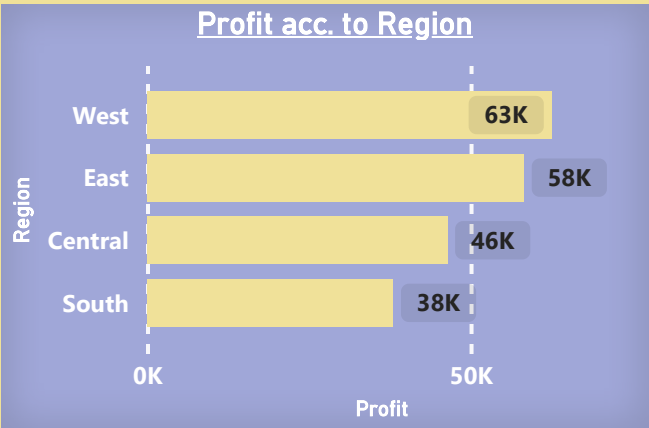 Profit acc. to Region
Region
West
63K
East
58K
Central
46K
South
38K
0K
50K
Profit